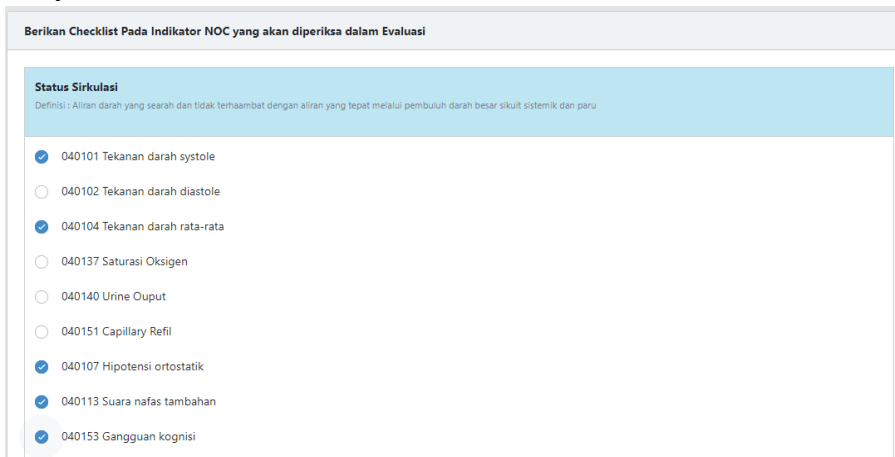 Berikan Checklist Pada Indikator NOC yang akan diperiksa dalam Evaluasi
Status Sirkulasi
Definisi : Aliran darah yang searah dan tidak terhaambat dengan aliran yang tepat melalui pembuluh darah besar sikuit sistemik dan paru
040101 Tekanan darah systole
040102 Tekanan darah diastole
040104 Tekanan darah rata-rata
040137 Saturasi Oksigen
040140 Urine Ouput
040151 Capillary Refil
040107 Hipotensi ortostatik
040113 Suara nafas tambahan
040153 Gangguan kognisi